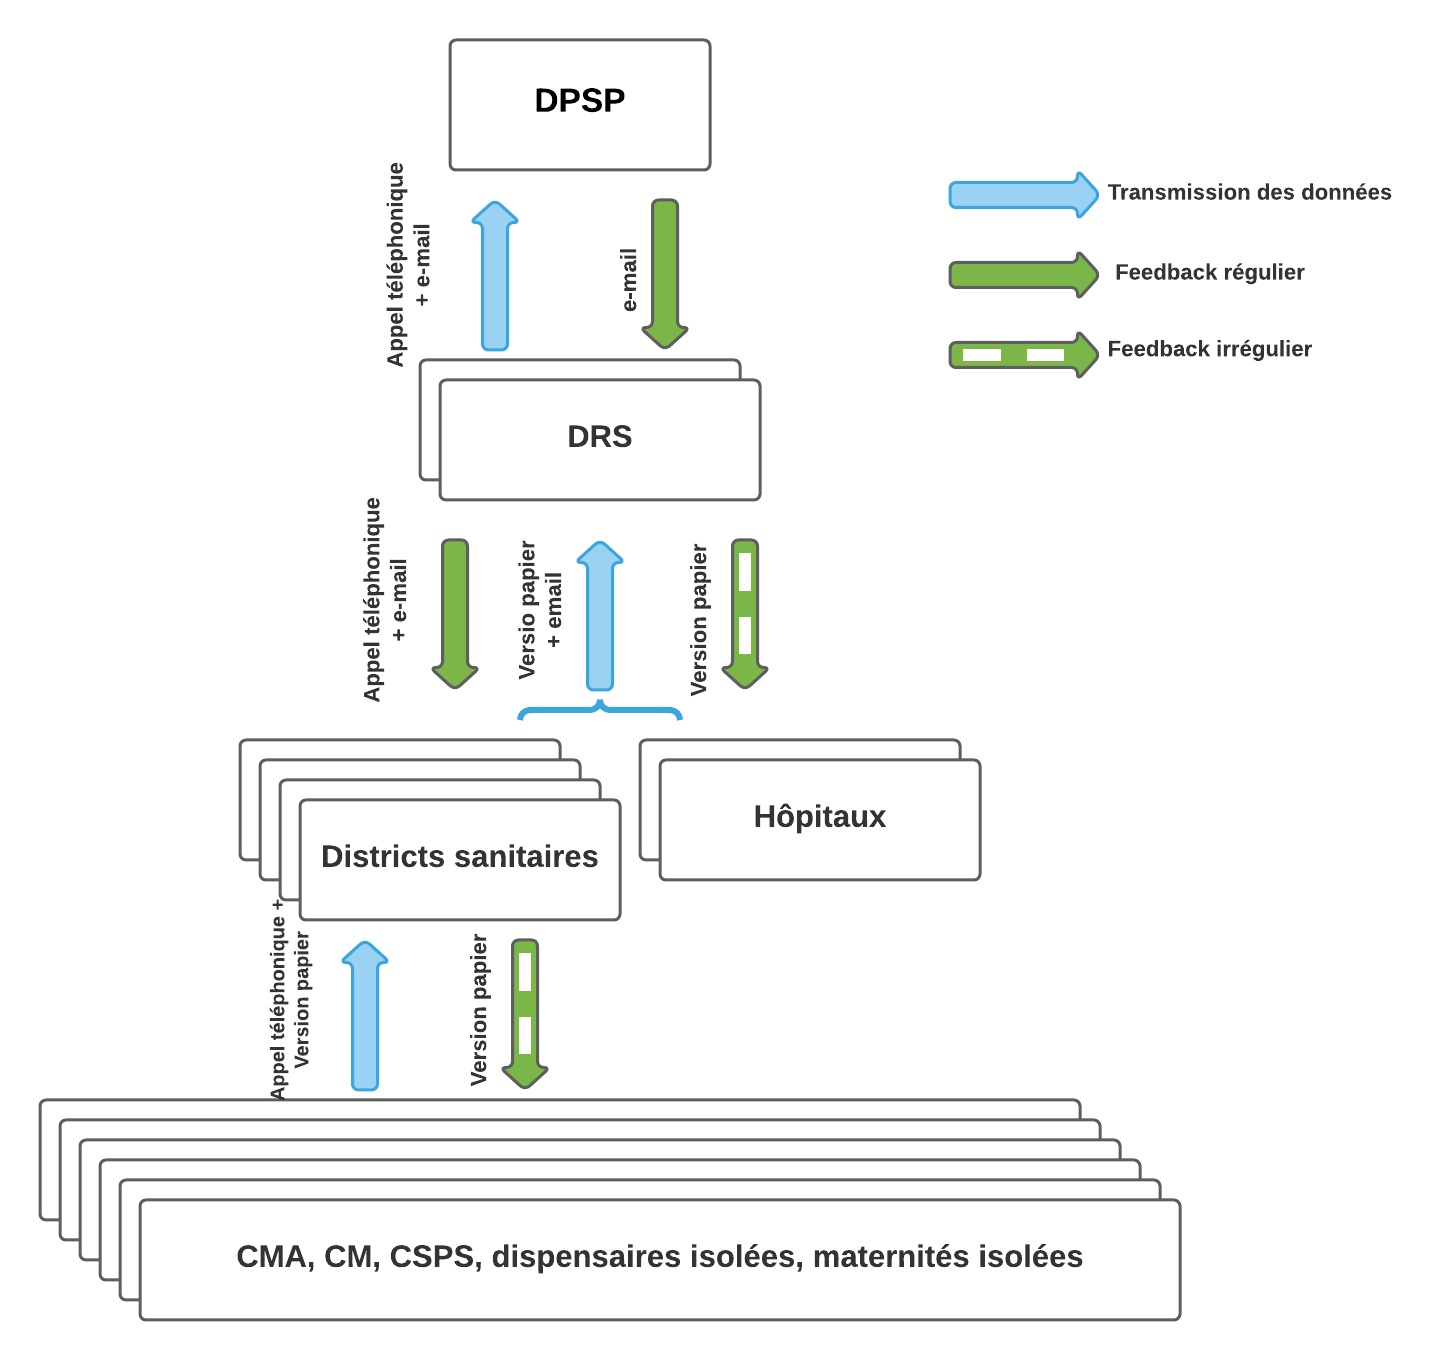 DPSP
Appel téléphonique
+ e-mail
e-mail
Transmission des données
Feedback régulier
Feedback irrégulier
DRS
Appel téléphonique
+ e-mail
Versio papier
+ email
Version papier
Districts sanitaires
Hôpitaux
Appel téléphonique +
Version papier
Version papier
CMA, CM, CSPS, dispensaires isolées, maternités isolées